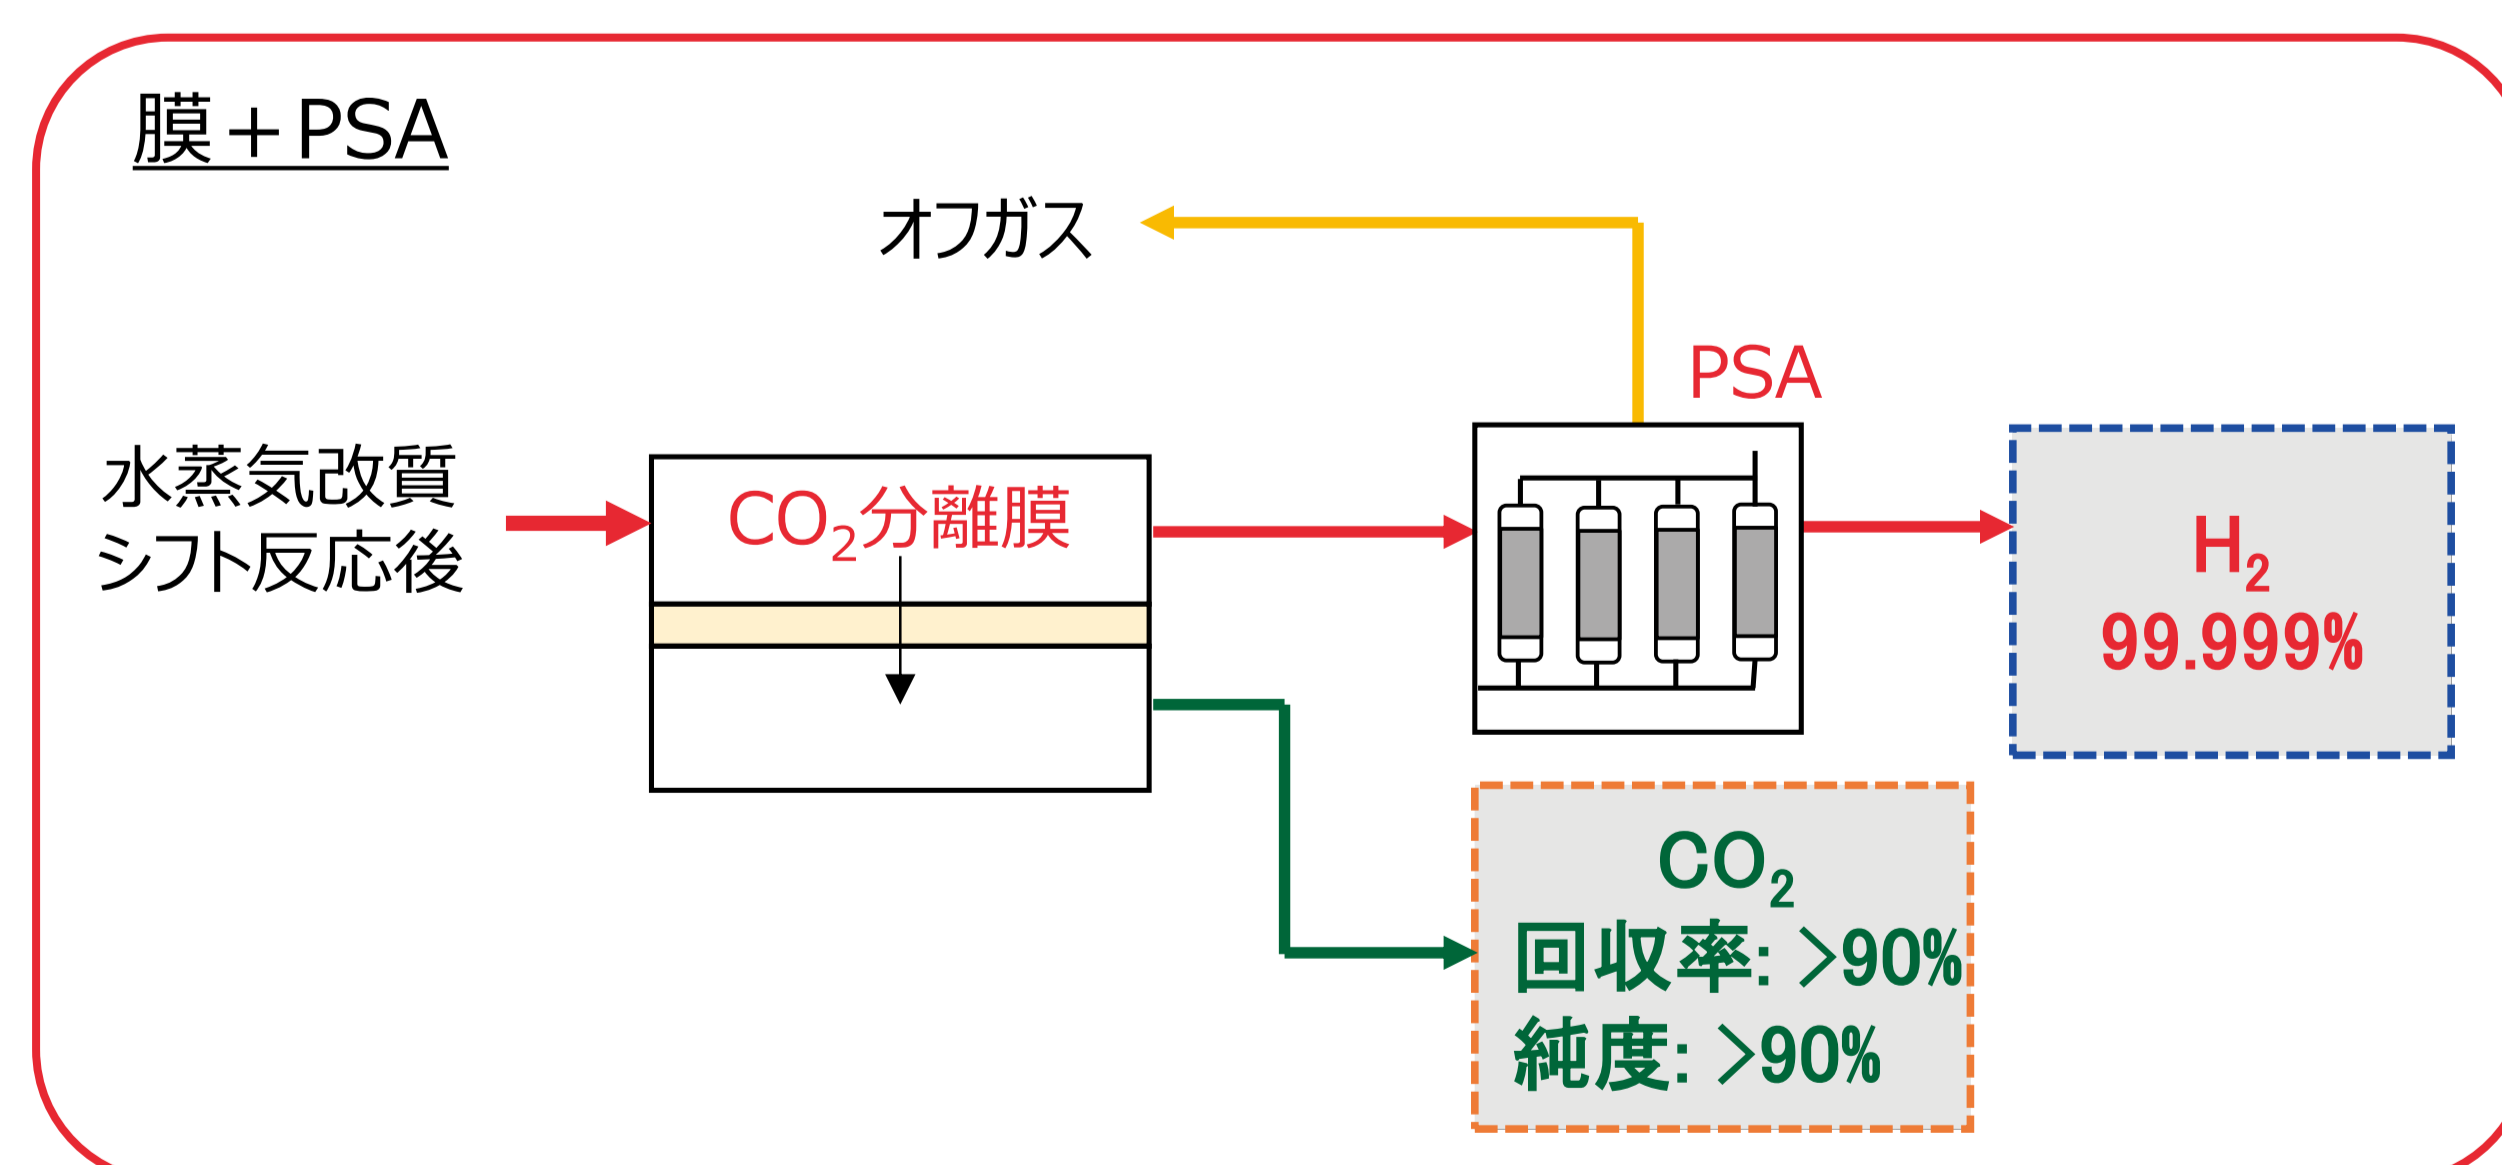 膜+PSA
オフガス
PSA
水蒸気改質
シフト反応後
CO₂分離膜
H₂
99.999%
CO₂
回収率: >90%
純度: >90%